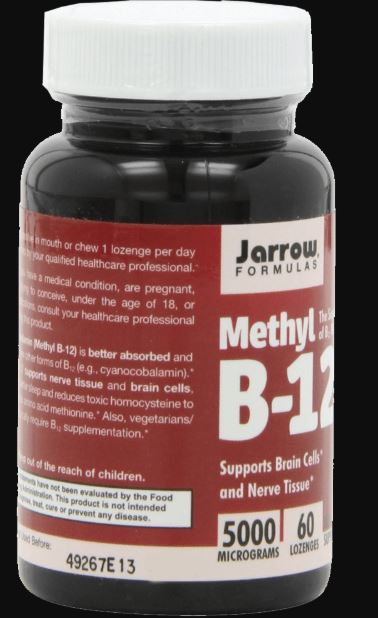 in mouth or chew 1 lozenge per day
your qualified healthcare professional.
a medical condition, are pregnant,
to conceive, under the age of 18, or
consult your healthcare professional
product.
(Methyl B-12) is better absorbed and
forms of B12 (e.g., cyanocobalamin).*
supports nerve tissue and brain cells,
sleep and reduces toxic homocysteine to
amino acid methionine.* Also, vegetarians/
require B12 supplementation.*
out of the reach of children.
have not been evaluated by the Food
Administration. This product is not intended
treat, cure or prevent any disease.
Before:
49267E13
Jarrow
FORMULAS
Methyl
The
of
B-12
Supports Brain Cells*
and Nerve Tissue*
5000
MICROGRAMS
60
LOZENGES